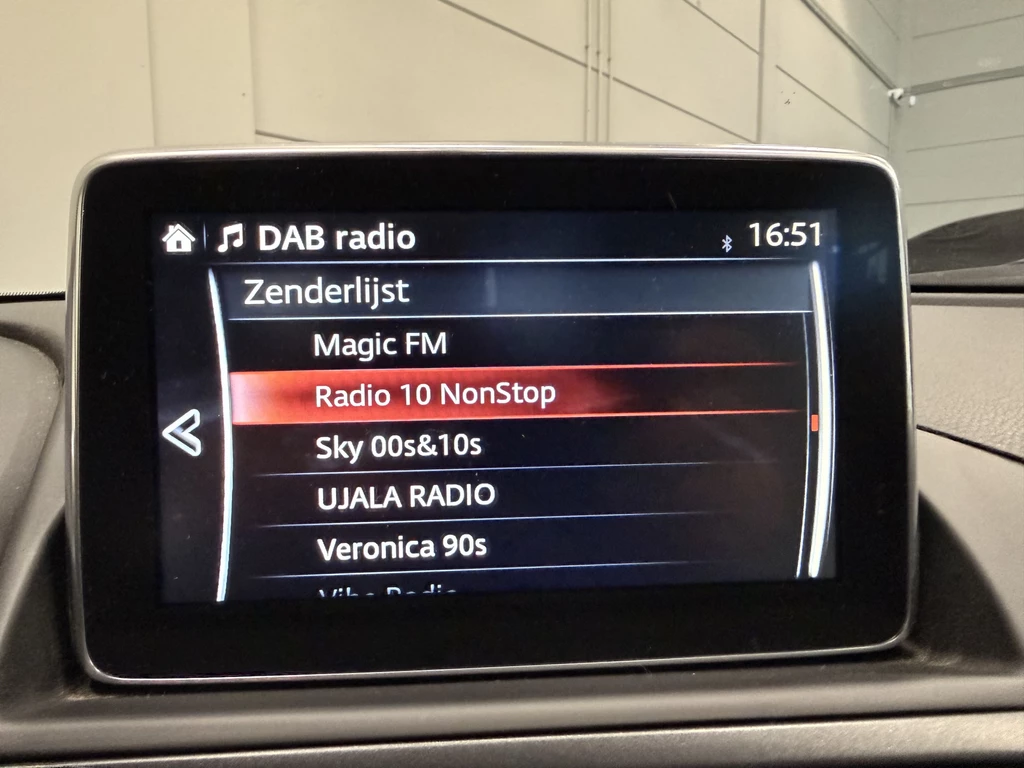 DAB radio 16:51
Zenderlijst
Magic FM
Radio 10 NonStop
Sky 00s&10s
UJALA RADIO
Veronica 90s